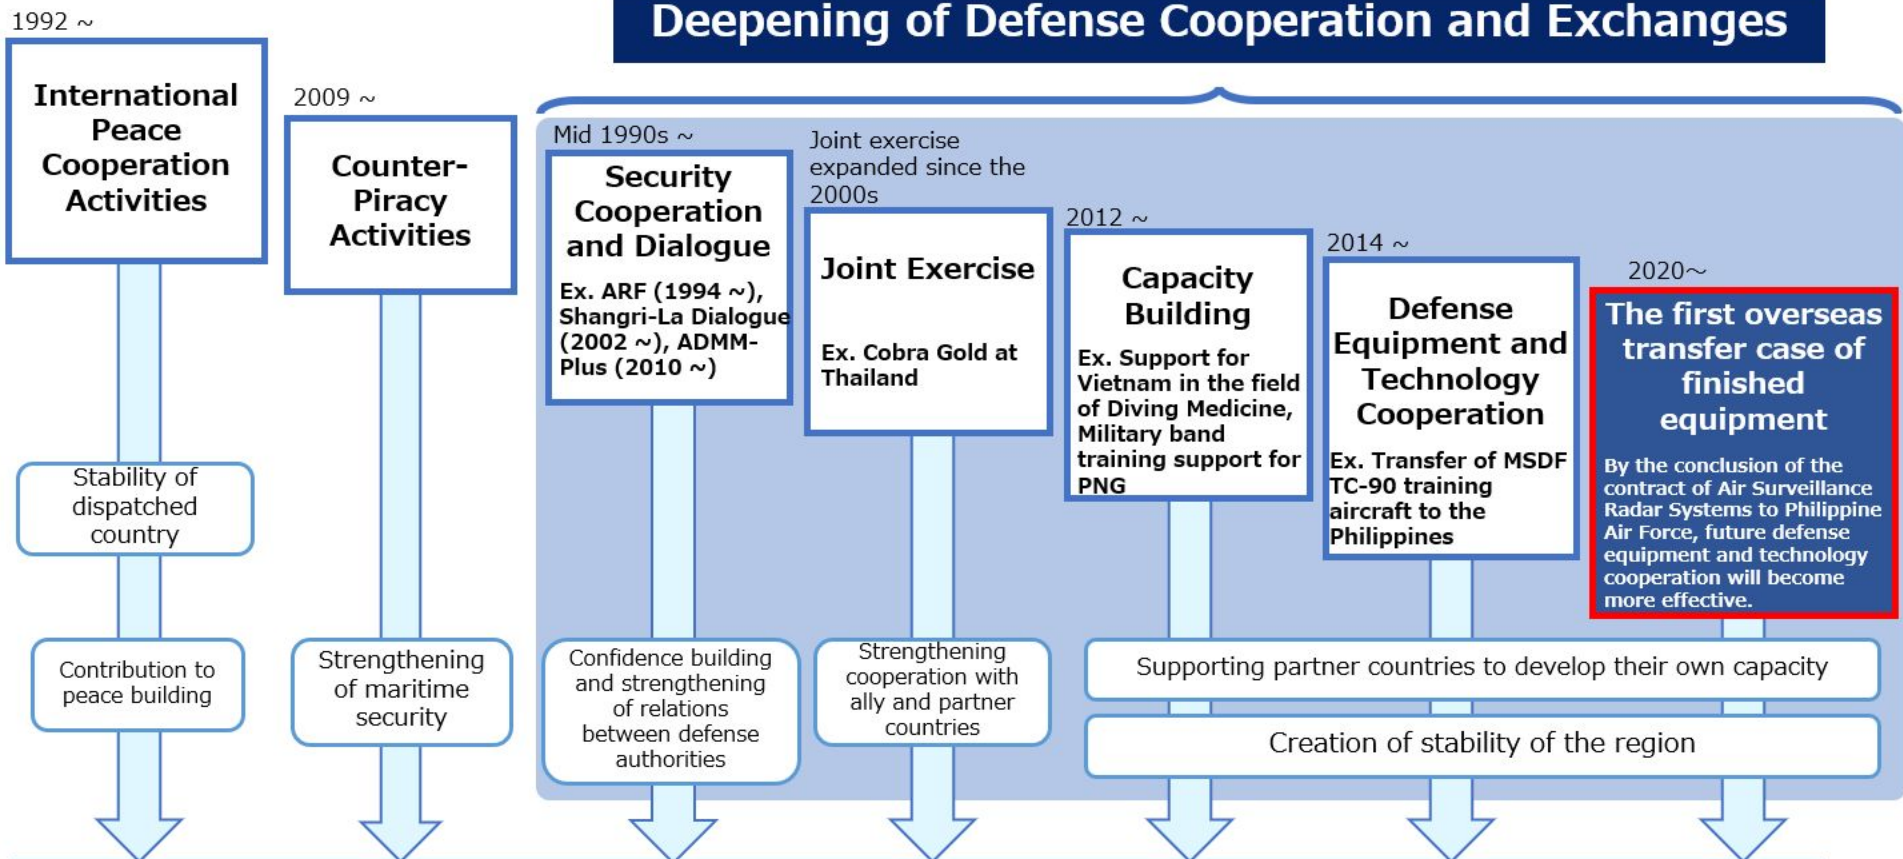 Deepening of Defense Cooperation and Exchanges
1992 ~
International
Peace
Cooperation
Activities
Stability of
dispatched
country
Contribution to
peace building
2009 ~
Counter-
Piracy
Activities
Strengthening
of maritime
security
Mid 1990s ~
Security
Cooperation
and Dialogue
Ex. ARF (1994 ~),
Shangri-La Dialogue
(2002 ~), ADMM-
Plus (2010 ~)
Confidence building
and strengthening
of relations
between defense
authorities
Joint exercise
expanded since the
2000s
Joint Exercise
Ex. Cobra Gold at
Thailand
Strengthening
cooperation with
ally and partner
countries
2012 ~
Capacity
Building
Ex. Support for
Vietnam in the field
of Diving Medicine,
Military band
training support for
PNG
2014 ~
Defense
Equipment and
Technology
Cooperation
Ex. Transfer of MSDF
TC-90 training
aircraft to the
Philippines
2020～
The first overseas
transfer case of
finished
equipment
By the conclusion of the
contract of Air Surveillance
Radar Systems to Philippine
Air Force, future defense
equipment and technology
cooperation will become
more effective.
Supporting partner countries to develop their own capacity
Creation of stability of the region